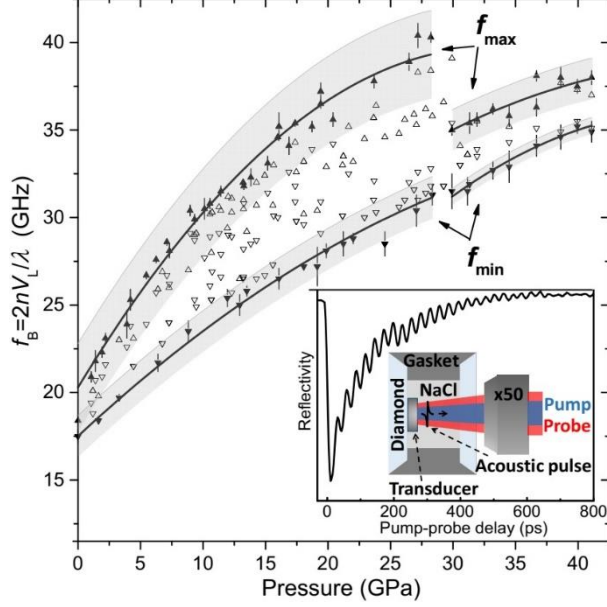 40
35
30
25
20
15
f_B=2nV_L/λ (GHz)
0
5
10
15
20
25
30
35
40
Pressure (GPa)
f_max
f_min
Reflectivity
Gasket
Diamond
NaCl
x50
Pump
Probe
Acoustic pulse
Transducer
0
200
400
600
800
Pump-probe delay (ps)